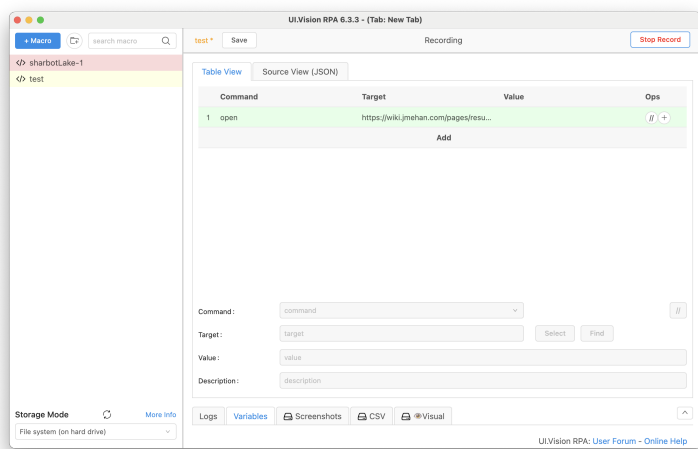 UI.Vision RPA 6.3.3 - (Tab: New Tab)
+ Macro
search macro
test *
Save
Recording
Stop Record
</> sharbotLake-1
</> test
Table View
Source View (JSON)
Command Target Value Ops
1 open https://wiki.jmehan.com/pages/resu... // +
Add
Command :
command
//
Target :
target
Select
Find
Value :
value
Description :
description
Storage Mode
More Info
File system (on hard drive)
Logs
Variables
Screenshots
CSV
Visual
UI.Vision RPA: User Forum - Online Help